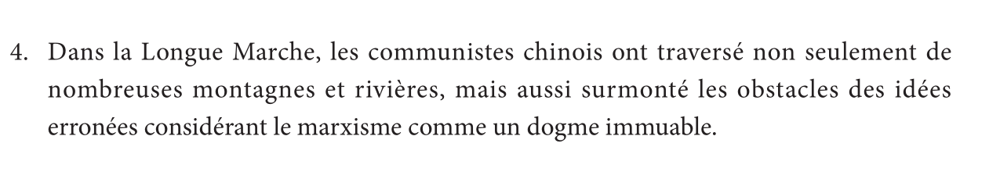 4. Dans la Longue Marche, les communistes chinois ont traversé non seulement de
nombreuses montagnes et rivières, mais aussi surmonté les obstacles des idées
erronées considérant le marxisme comme un dogme immuable.